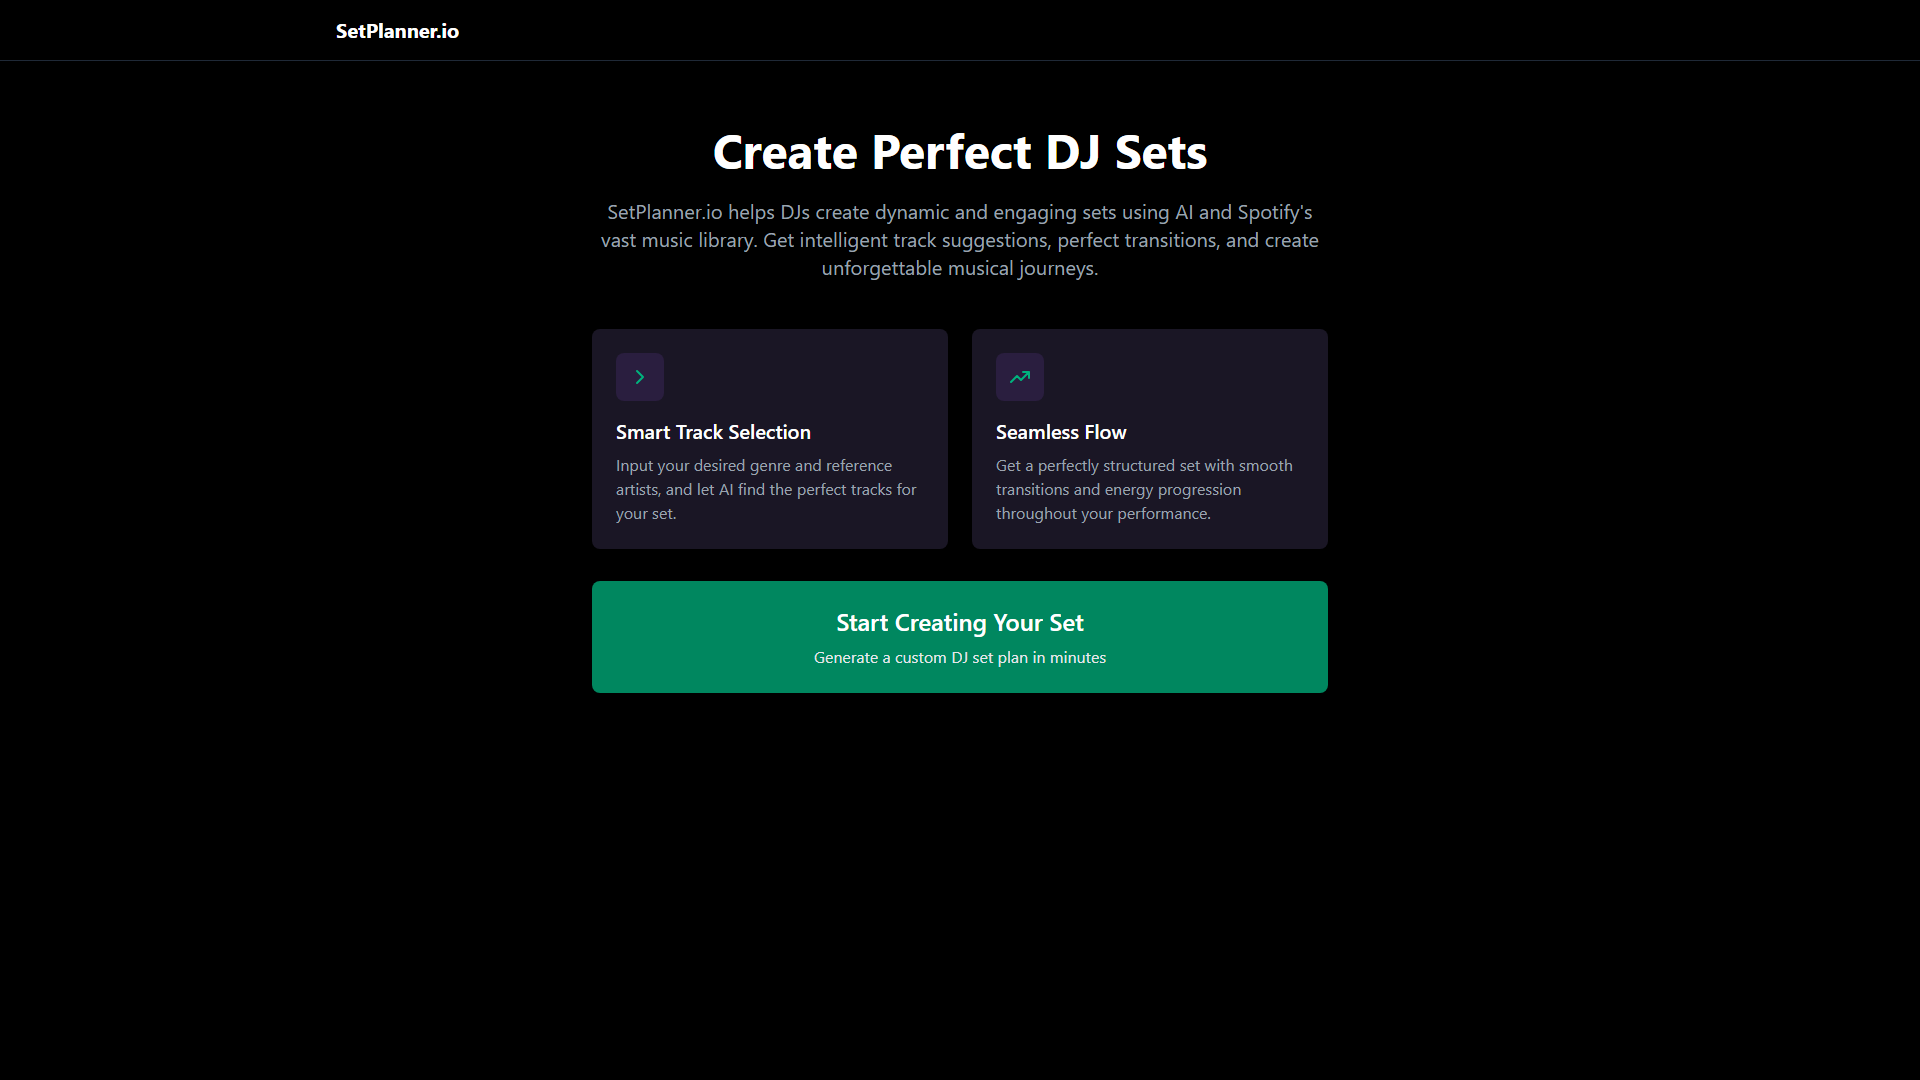 SetPlanner.io
Create Perfect DJ Sets
SetPlanner.io helps DJs create dynamic and engaging sets using AI and Spotify's
vast music library. Get intelligent track suggestions, perfect transitions, and create
unforgettable musical journeys.
Smart Track Selection
Input your desired genre and reference
artists, and let AI find the perfect tracks for
your set.
Seamless Flow
Get a perfectly structured set with smooth
transitions and energy progression
throughout your performance.
Start Creating Your Set
Generate a custom DJ set plan in minutes